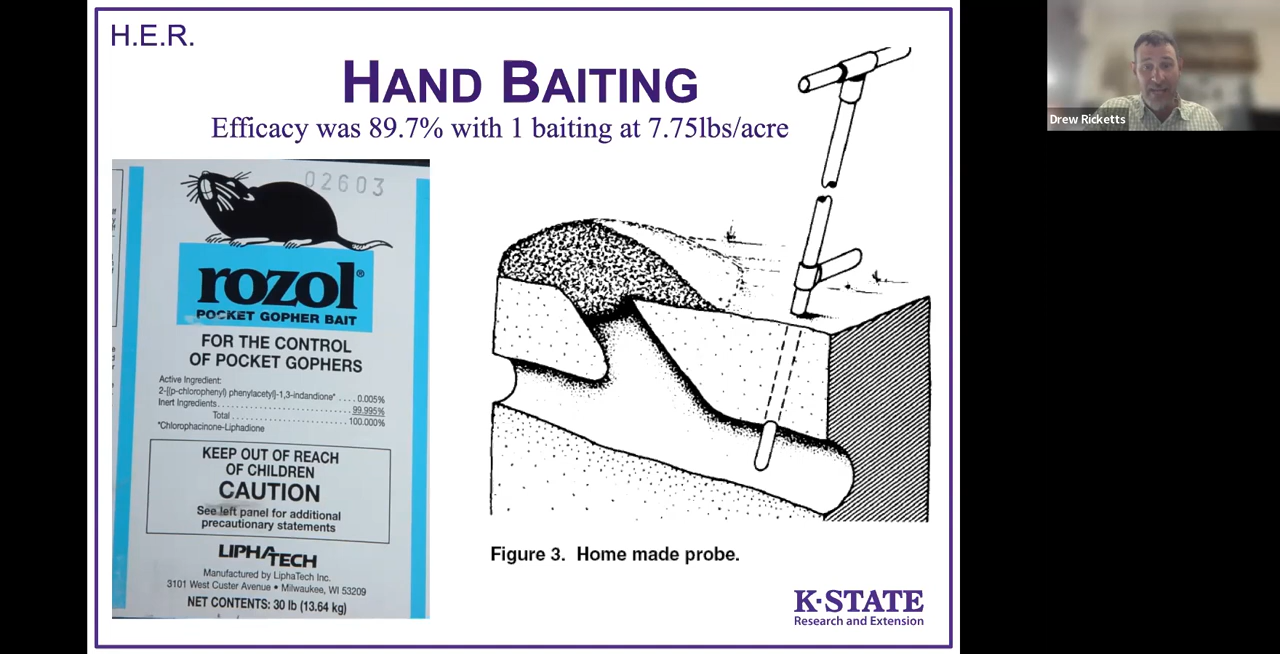 H.E.R.
HAND BAITING
Efficacy was 89.7% with 1 baiting at 7.75lbs/acre
02603
rozol®
POCKET GOPHER BAIT
FOR THE CONTROL
OF POCKET GOPHERS
Active Ingredient:
2-[(p-chlorophenyl) phenylacetyl]-1,3-indandione* . . . . 0.005%
Inert Ingredients. . . . . . . . . . . . . . . . . . . . . . . . . 99.995%
Total . . . . . . . . . . . . . . . . . . . . . . . 100.000%
*Chlorophacinone-Liphadione
KEEP OUT OF REACH
OF CHILDREN
CAUTION
See left panel for additional
precautionary statements
LIPHATECH
Manufactured by LiphaTech Inc.
3101 West Custer Avenue • Milwaukee, WI 53209
NET CONTENTS: 30 lb (13.64 kg)
Figure 3. Home made probe.
K-STATE
Research and Extension
Drew Ricketts